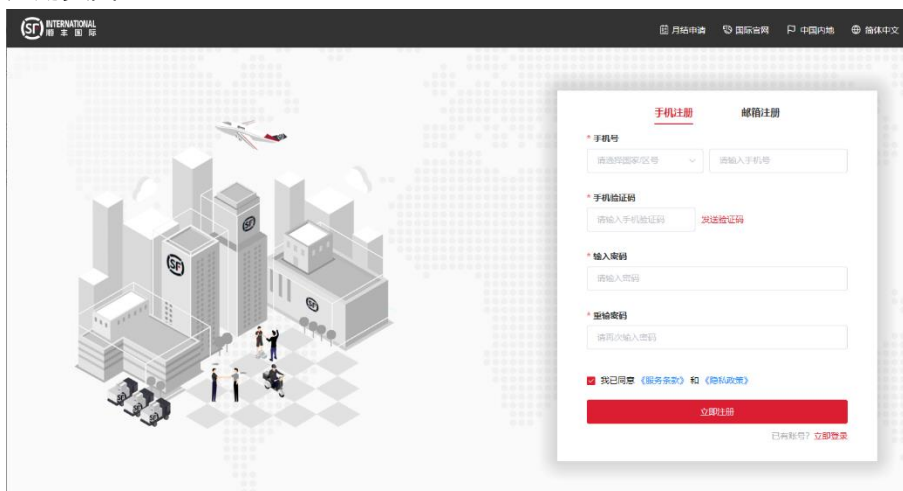 SF INTERNATIONAL
顺丰国际
月结申请 国际官网 中国内地 简体中文
手机注册 邮箱注册
* 手机号
请选择国家/区号 请输入手机号
* 手机验证码
请输入手机验证码 发送验证码
* 输入密码
请输入密码
* 重输密码
请再次输入密码
我已同意《服务条款》和《隐私政策》
立即注册
已有账号? 立即登录
SF
SF
SF